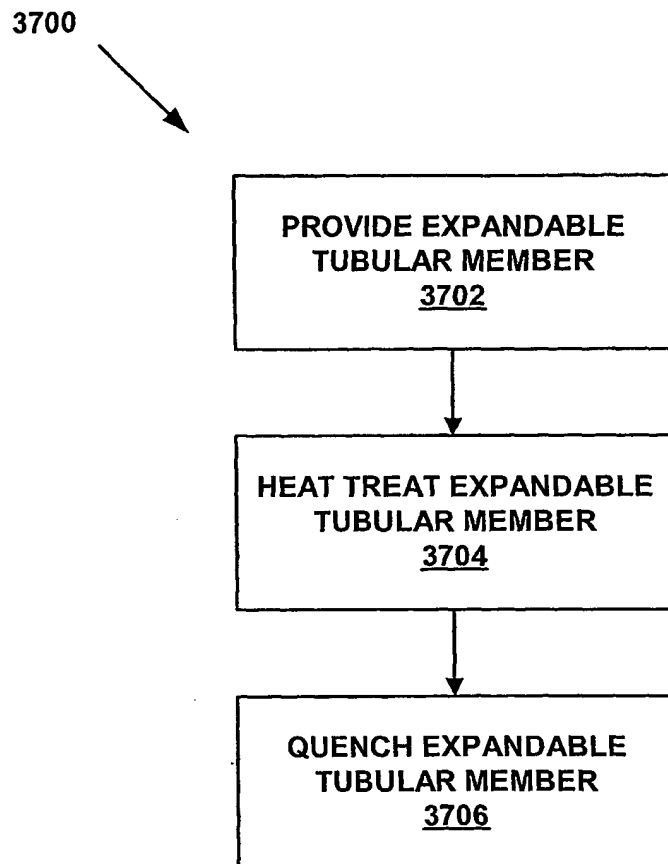 3700
PROVIDE EXPANDABLE
TUBULAR MEMBER
3702
HEAT TREAT EXPANDABLE
TUBULAR MEMBER
3704
QUENCH EXPANDABLE
TUBULAR MEMBER
3706